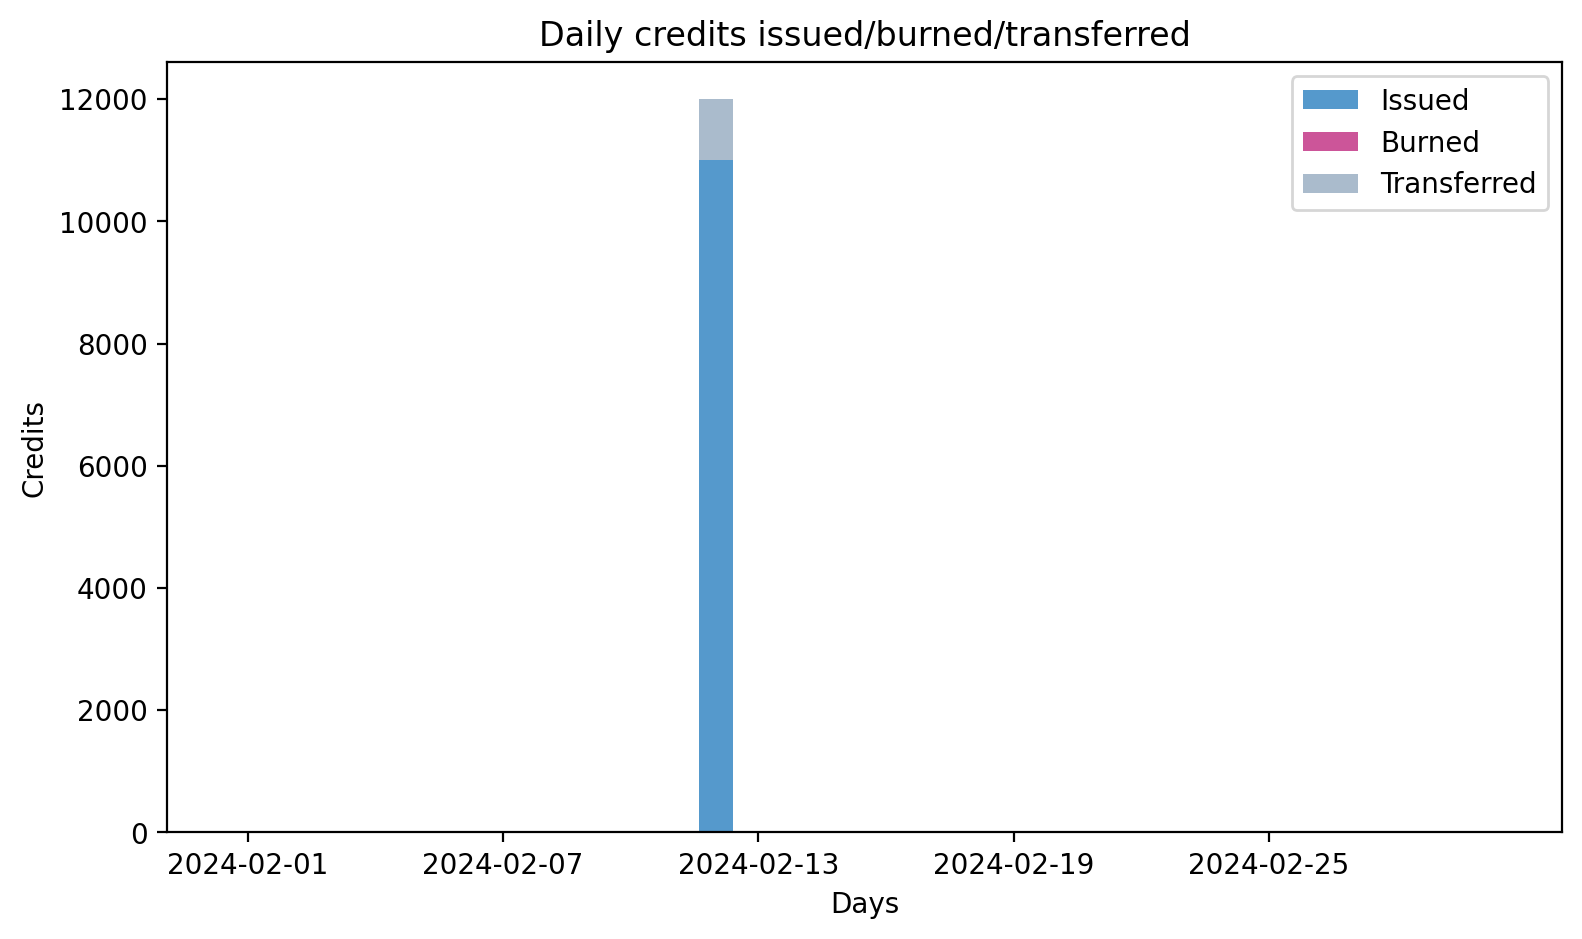 Daily credits issued/burned/transferred
12000
10000
8000
6000
4000
2000
0
Credits
Issued
Burned
Transferred
2024-02-01 2024-02-07 2024-02-13 2024-02-19 2024-02-25
Days